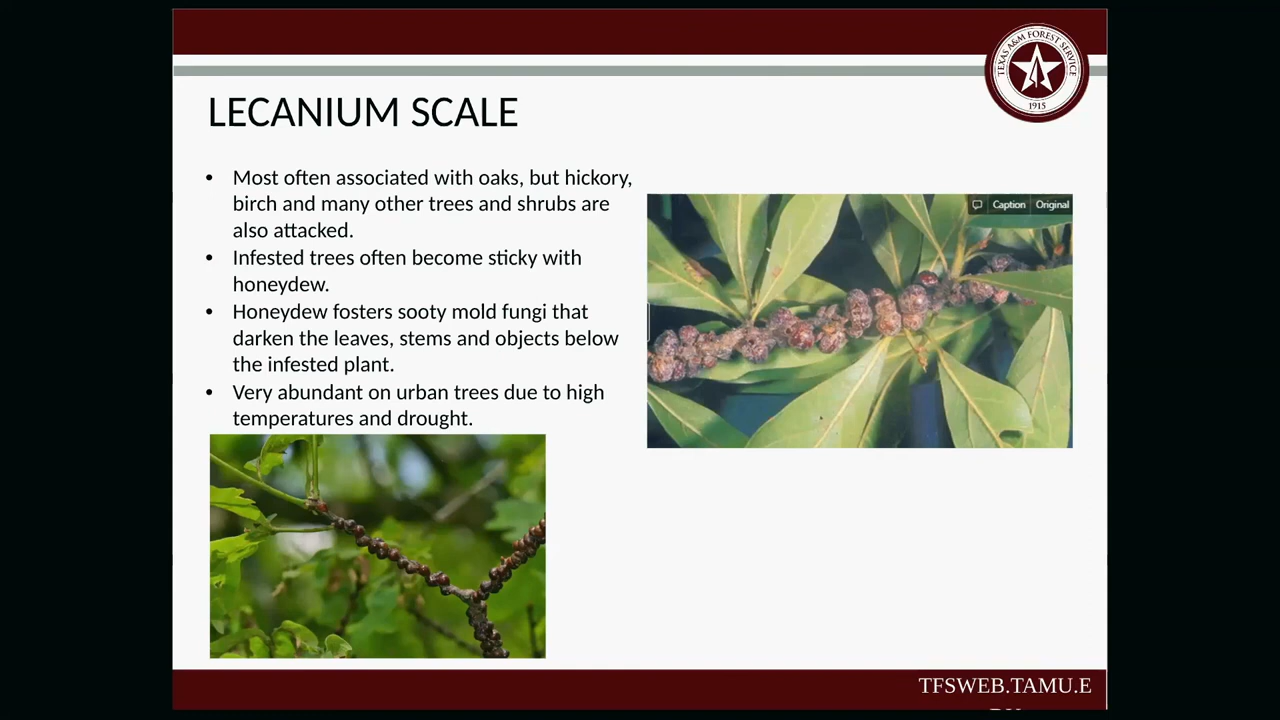 TEXAS A&M FOREST SERVICE
1915
LECANIUM SCALE
• Most often associated with oaks, but hickory,
birch and many other trees and shrubs are
also attacked.
• Infested trees often become sticky with
honeydew.
• Honeydew fosters sooty mold fungi that
darken the leaves, stems and objects below
the infested plant.
• Very abundant on urban trees due to high
temperatures and drought.
Caption Original
TFSWEB.TAMU.E